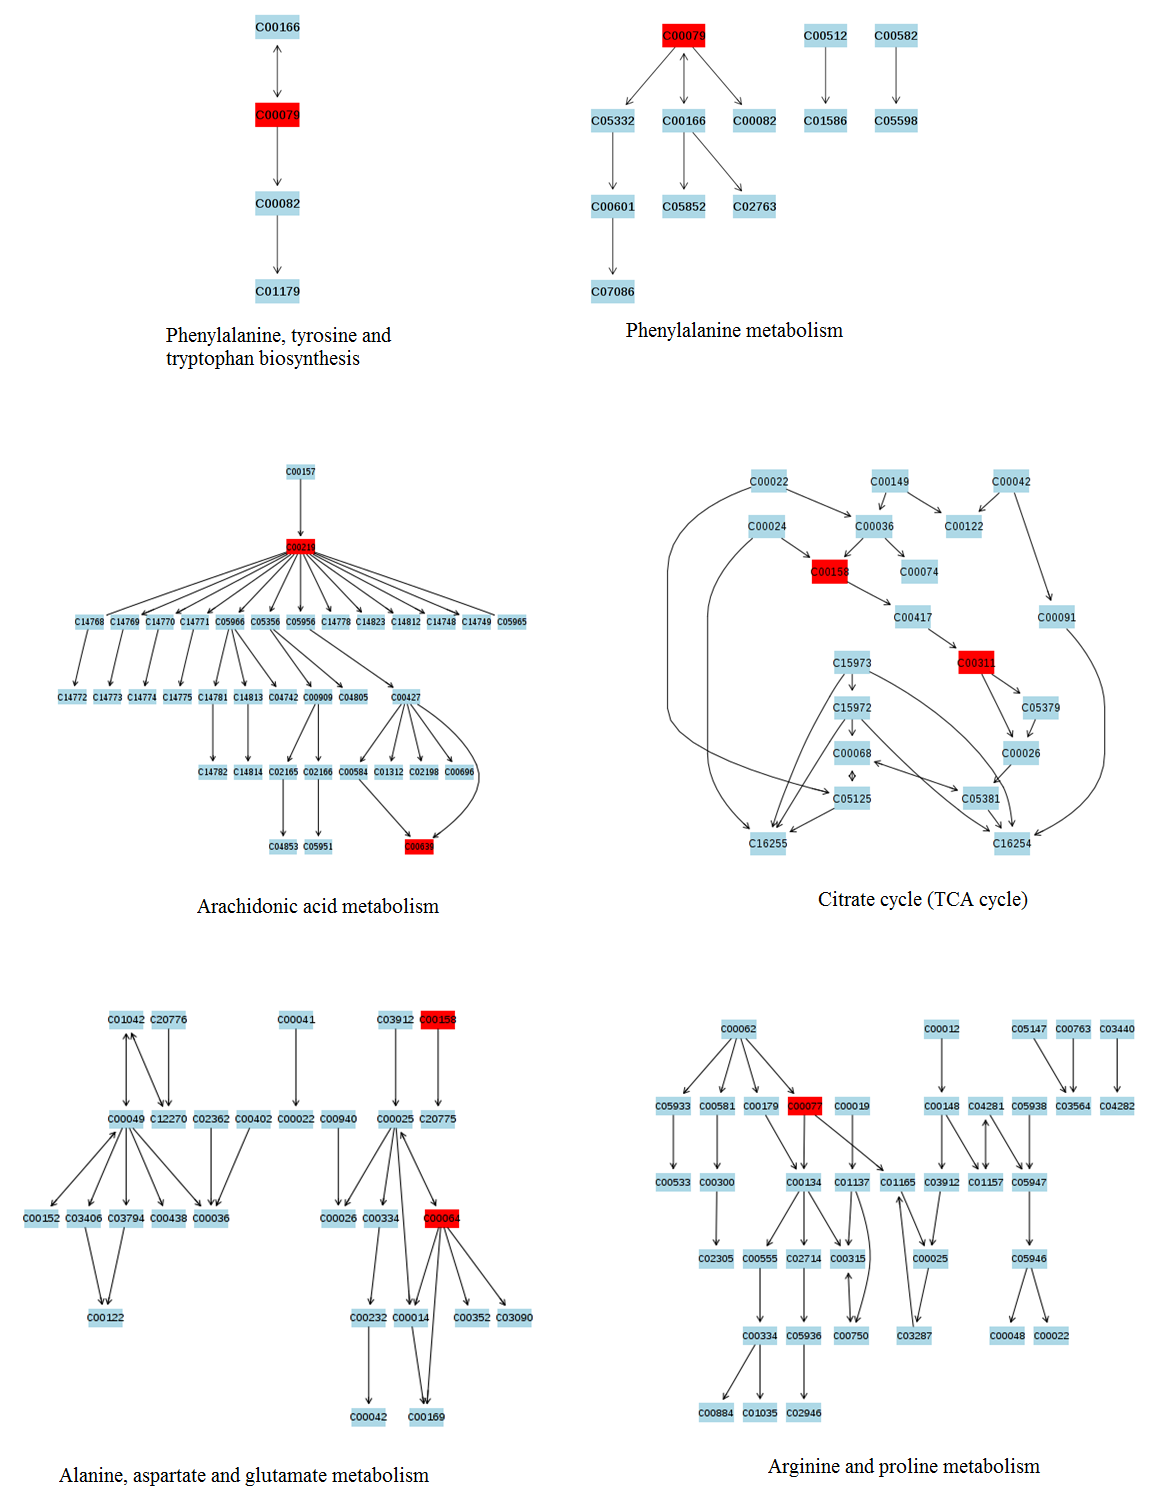 C00166
C00079
C00082
C01179
Phenylalanine, tyrosine and
tryptophan biosynthesis
C00079 C00512 C00582
C05332 C00166 C00082 C01586 C05598
C00601 C05852 C02763
C07086
Phenylalanine metabolism
C00157
C00219
C14768 C14769 C14770 C14771 C05966 C05356 C05956 C14778 C14823 C14812 C14748 C14749 C05965
C14772 C14773 C14774 C14775 C14781 C14813 C04742 C00909 C04805 C00427
C14782 C14814 C02165 C02166 C00584 C01312 C02198 C00696
C04853 C05951 C00639
Arachidonic acid metabolism
C00022 C00149 C00042
C00024 C00036 C00122
C00158 C00074
C00417 C00091
C15973 C00311
C15972 C05379
C00068 C00026
C05125 C05381
C16255 C16254
Citrate cycle (TCA cycle)
C01042 C20776 C00041 C03912 C00158
C00049 C12270 C02362 C00402 C00022 C00940 C00025 C20775
C00152 C03406 C03794 C00438 C00036 C00026 C00334 C00064
C00122 C00232 C00014 C00352 C03090
C00042 C00169
Alanine, aspartate and glutamate metabolism
C00062 C00012 C05147 C00763 C03440
C05933 C00581 C00179 C00077 C00019 C00148 C04281 C05938 C03564 C04282
C00533 C00300 C00134 C01137 C01165 C03912 C01157 C05947
C02305 C00555 C02714 C00315 C00025 C05946
C00334 C05936 C00750 C03287 C00048 C00022
C00884 C01035 C02946
Arginine and proline metabolism